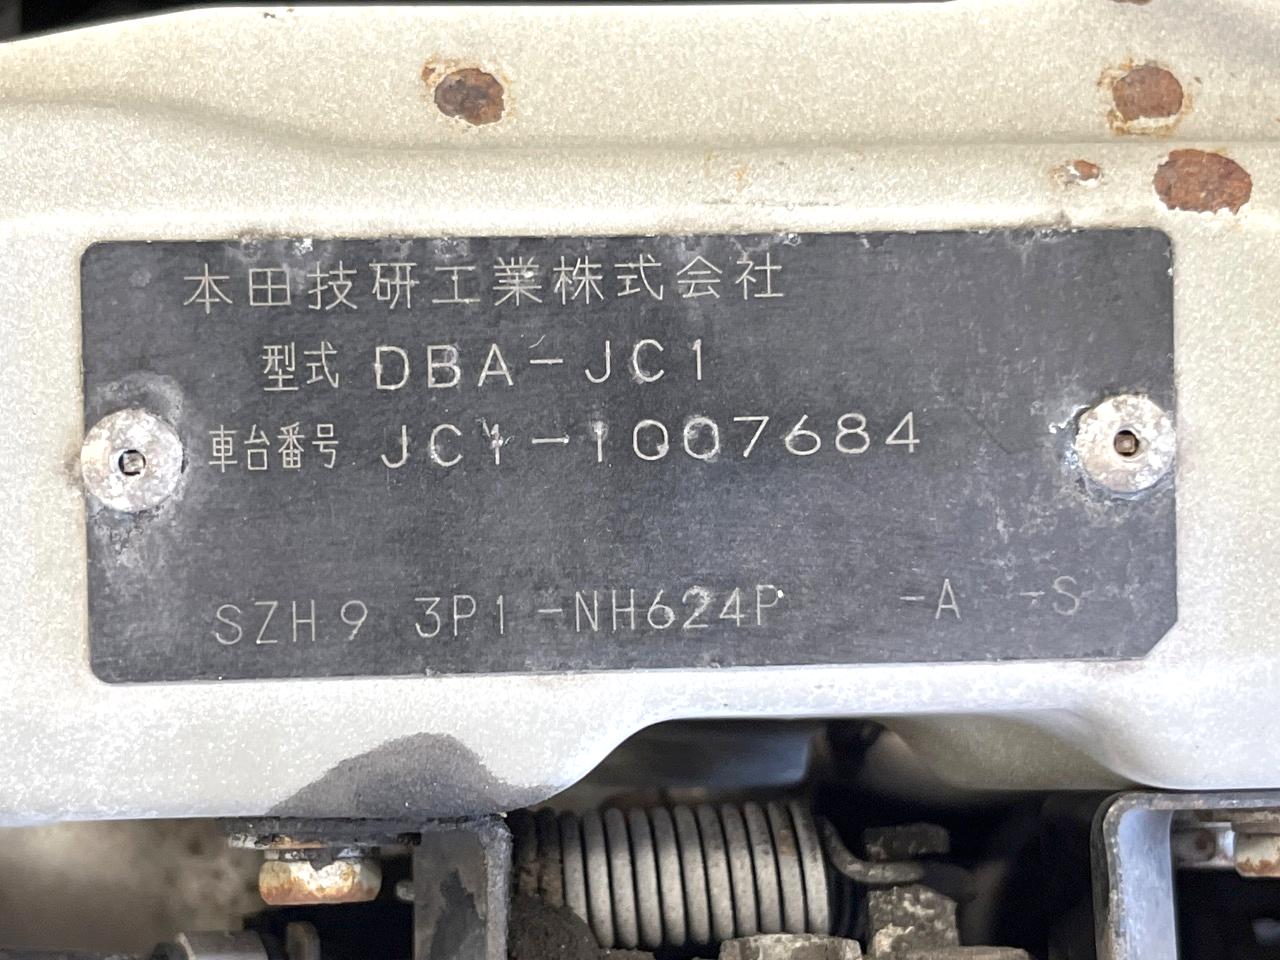 本田技研工業株式会社
型式 DBA-JC1
車台番号 JC1-1007684
SZH9 3P1-NH624P -A -S